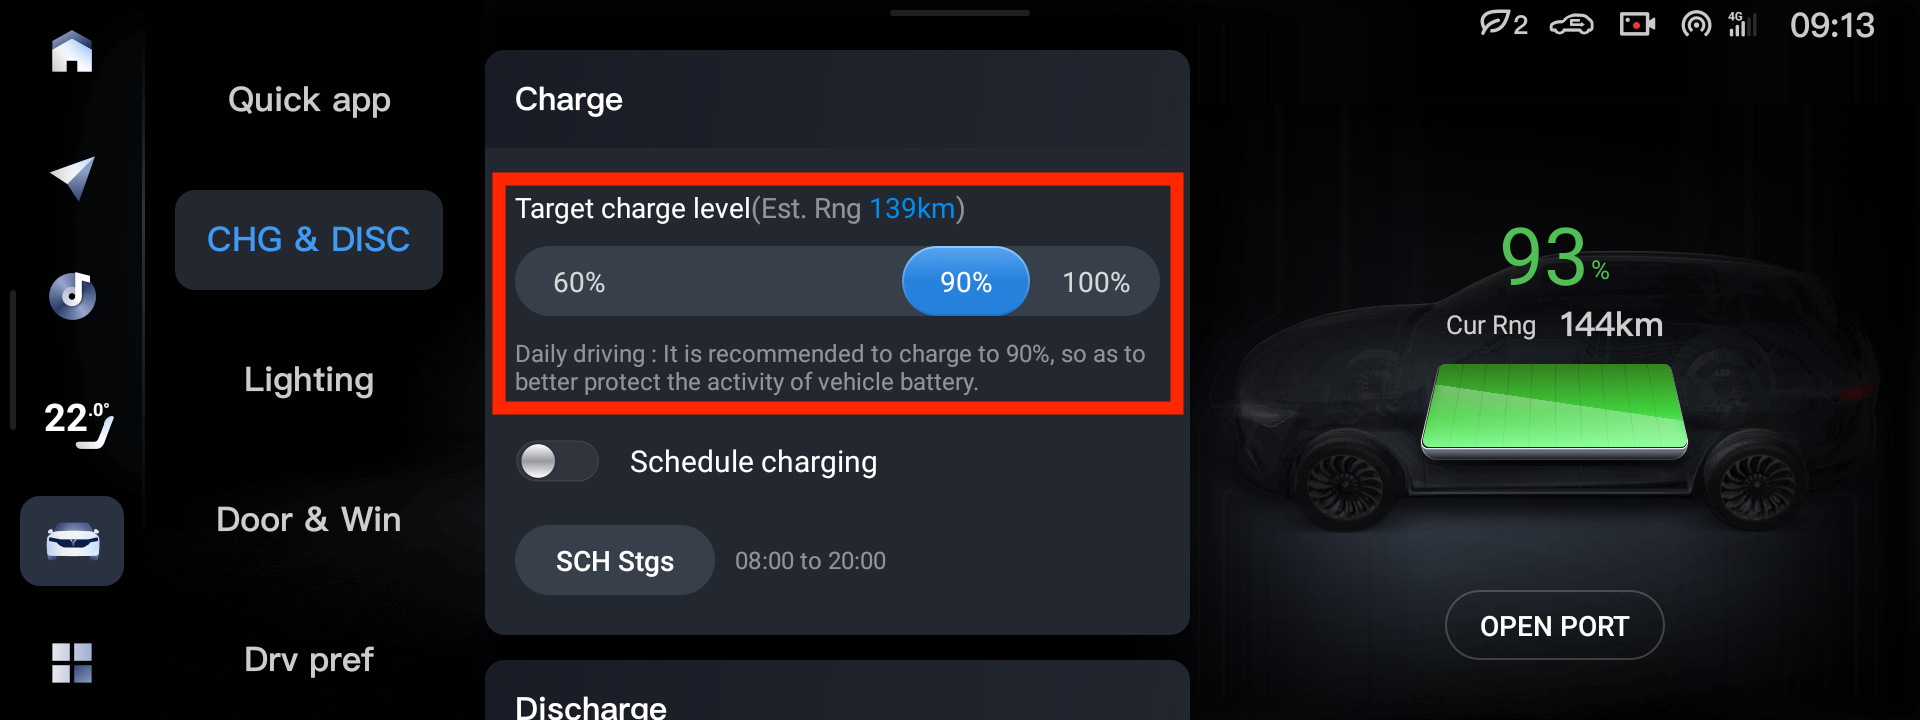 2
4G
09:13
Quick app
CHG & DISC
Lighting
Door & Win
Drv pref
22.0°
Charge
Target charge level(Est. Rng 139km)
60%
90%
100%
Daily driving : It is recommended to charge to 90%, so as to
better protect the activity of vehicle battery.
Schedule charging
SCH Stgs
08:00 to 20:00
Discharge
93%
Cur Rng 144km
OPEN PORT